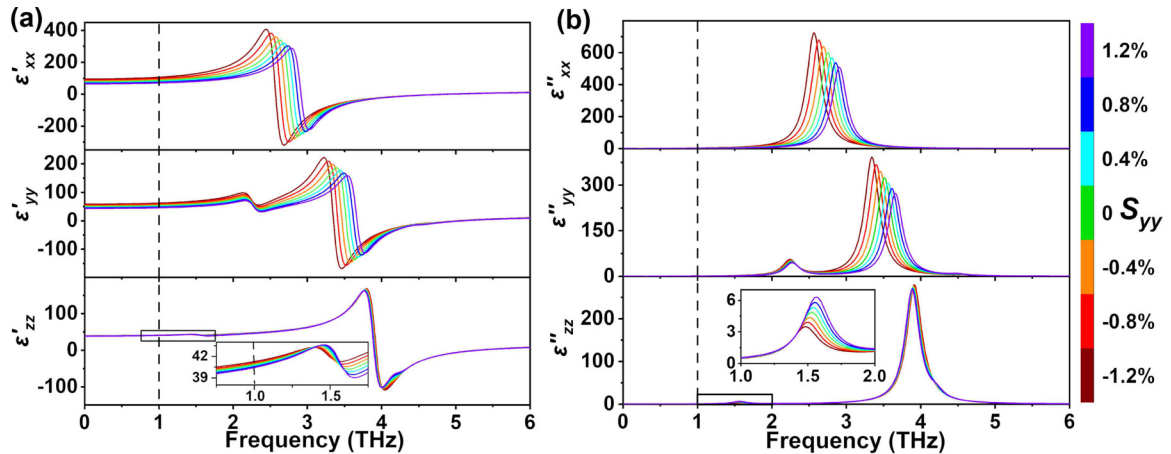 (a)
400
200
0
-200
ε′xx
200
100
0
-100
ε′yy
100
0
-100
ε′zz
42
39
1.0
1.5
0 1 2 3 4 5 6
Frequency (THz)
(b)
600
400
200
0
ε″xx
300
150
0
ε″yy
200
100
0
ε″zz
6
3
0
1.0 1.5 2.0
0 1 2 3 4 5 6
Frequency (THz)
1.2%
0.8%
0.4%
0 Syy
-0.4%
-0.8%
-1.2%